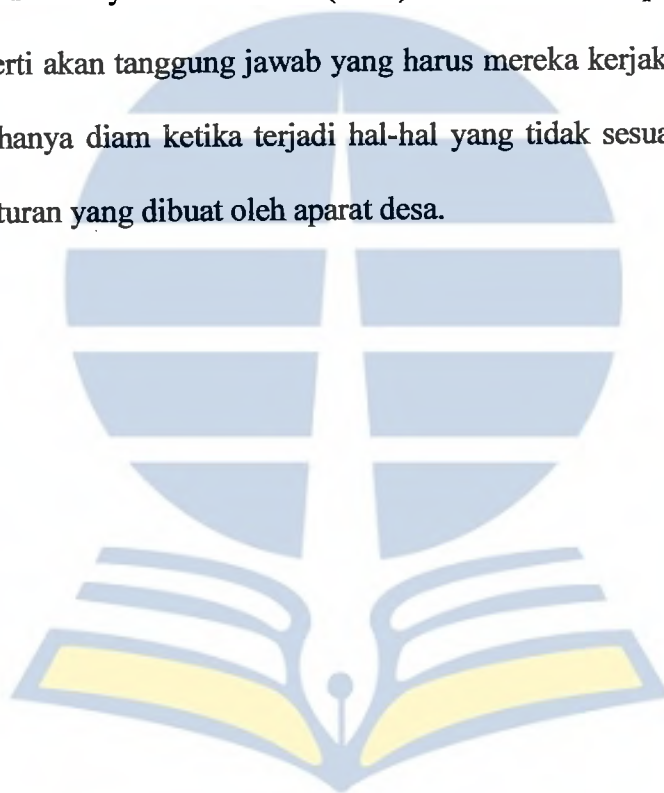 erti akan tanggung jawab yang harus mereka kerjak
hanya diam ketika terjadi hal-hal yang tidak sesua
turan yang dibuat oleh aparat desa.